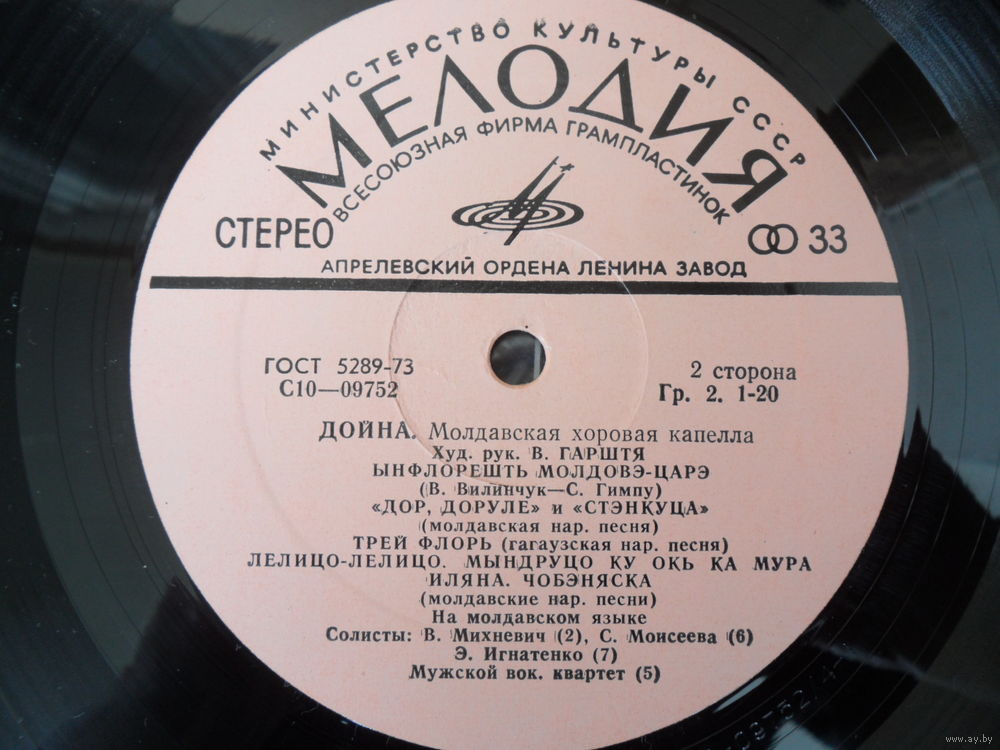 МИНИСТЕРСТВО КУЛЬТУРЫ СССР
МЕЛОДИЯ
ВСЕСОЮЗНАЯ ФИРМА ГРАМПЛАСТИНОК
СТЕРЕО
33
АПРЕЛЕВСКИЙ ОРДЕНА ЛЕНИНА ЗАВОД
ГОСТ 5289-73
С10—09752
2 сторона
Гр. 2. 1-20
ДОЙНА. Молдавская хоровая капелла
Худ. рук. В. ГАРШТЯ
ЫНФЛОРЕШТЬ МОЛДОВЭ-ЦАРЭ
(В. Вилинчук—С. Гимпу)
«ДОР, ДОРУЛЕ» и «СТЭНКУЦА»
(молдавская нар. песня)
ТРЕЙ ФЛОРЬ (гагаузская нар. песня)
ЛЕЛИЦО-ЛЕЛИЦО. МЫНДРУЦО КУ ОКЬ КА МУРА
ИЛЯНА. ЧОБЭНЯСКА
(молдавские нар. песни)
На молдавском языке
Солисты: В. Михневич (2), С. Моисеева (6)
Э. Игнатенко (7)
Мужской вок. квартет (5)
www.ay.by